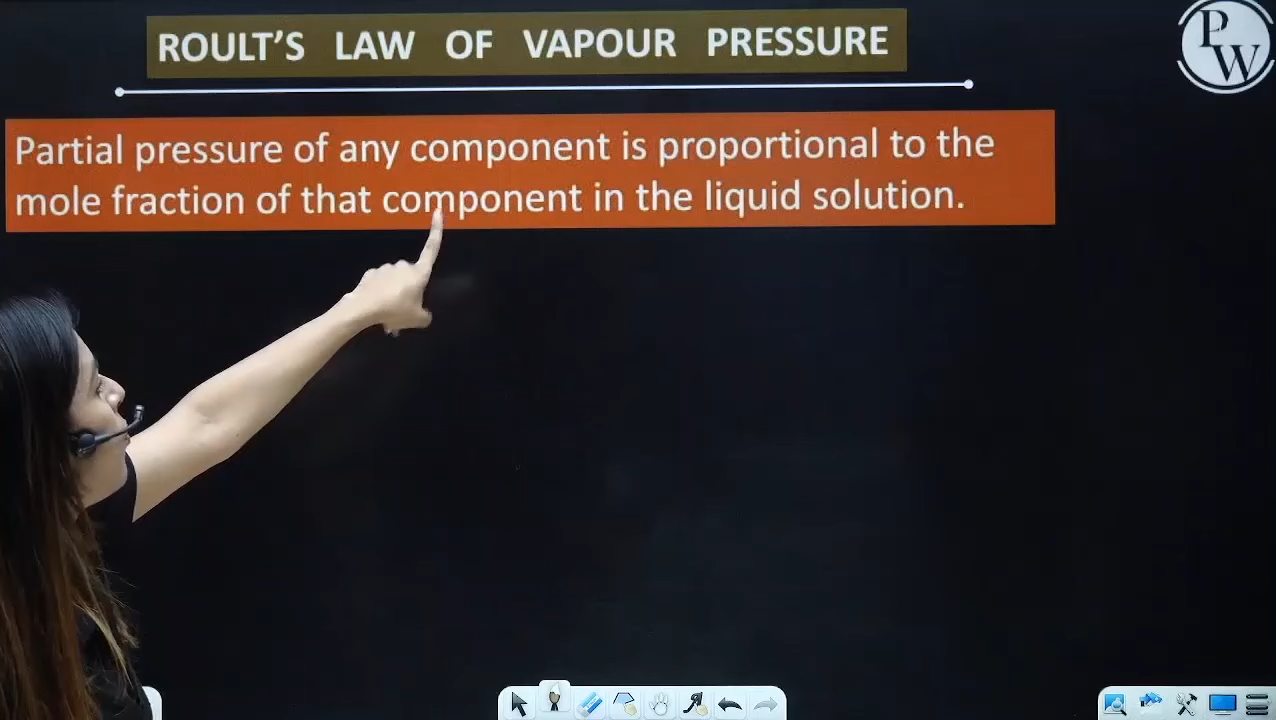 ROULT'S LAW OF VAPOUR PRESSURE
PW
Partial pressure of any component is proportional to the
mole fraction of that component in the liquid solution.